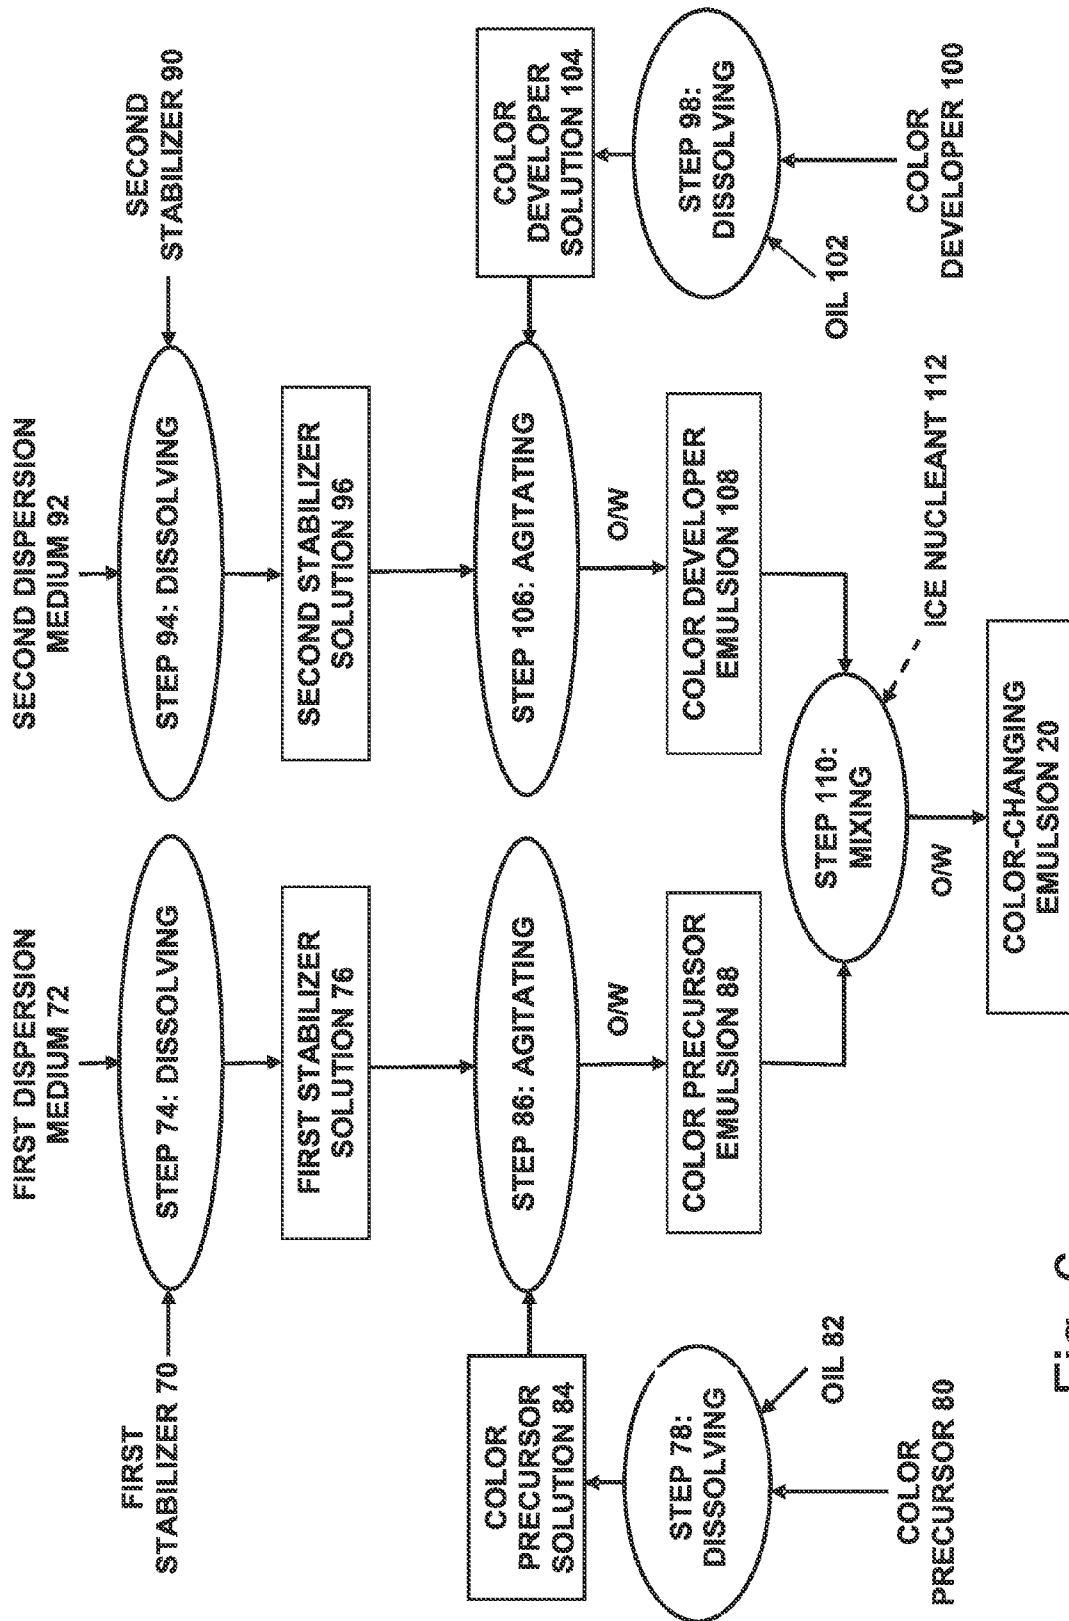 FIRST DISPERSION
MEDIUM 72
SECOND DISPERSION
MEDIUM 92
FIRST
STABILIZER 70
STEP 74: DISSOLVING
STEP 94: DISSOLVING
SECOND
STABILIZER 90
FIRST STABILIZER
SOLUTION 76
SECOND STABILIZER
SOLUTION 96
COLOR
PRECURSOR
SOLUTION 84
STEP 86: AGITATING
STEP 106: AGITATING
COLOR
DEVELOPER
SOLUTION 104
O/W
O/W
STEP 78:
DISSOLVING
COLOR PRECURSOR
EMULSION 88
COLOR DEVELOPER
EMULSION 108
STEP 98:
DISSOLVING
OIL 82
OIL 102
COLOR
PRECURSOR 80
STEP 110:
MIXING
ICE NUCLEANT 112
COLOR
DEVELOPER 100
O/W
COLOR-CHANGING
EMULSION 20